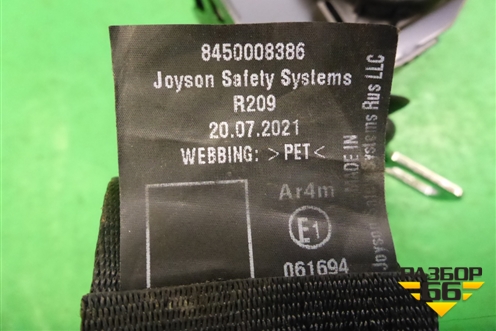 8450008386
Joyson Safety Systems
R209
20.07.2021
WEBBING: >PET<
Ar4m
E1
061694
MADE IN
Joyson Safety Systems Rus LLC
РАЗБОР
66